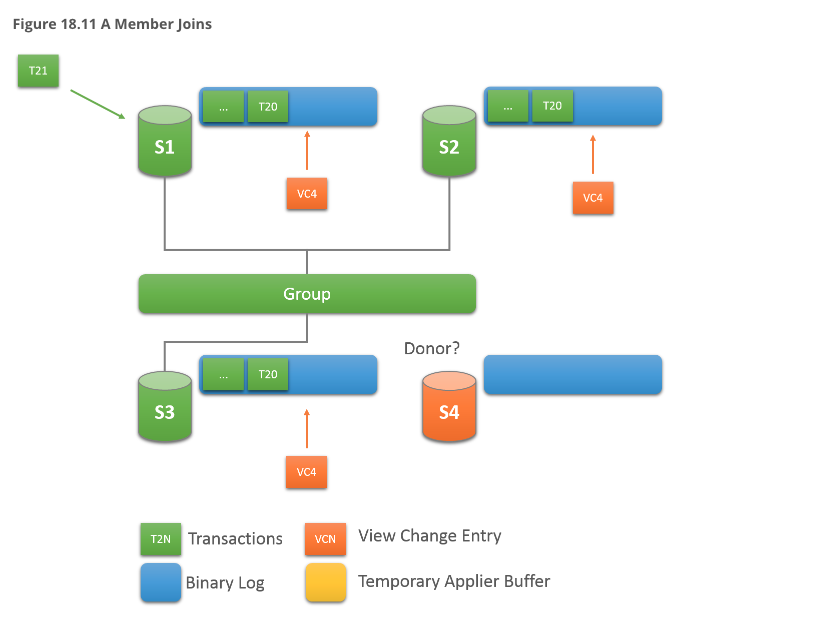 Figure 18.11 A Member Joins
T21
... T20
... T20
S1
S2
VC4
VC4
Group
Donor?
... T20
S3
S4
VC4
T2N Transactions
VCN View Change Entry
Binary Log
Temporary Applier Buffer